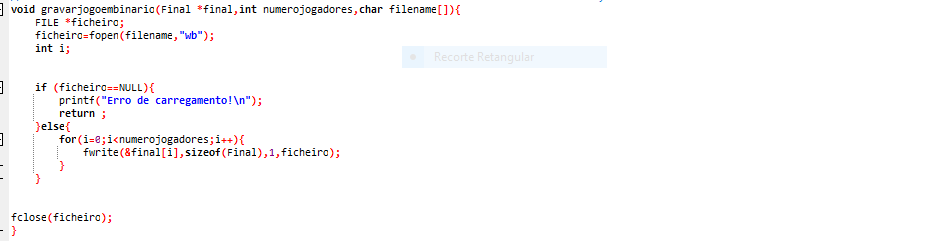 void gravarjogoembinario(Final *final,int numerojogadores,char filename[]){
FILE *ficheiro;
ficheiro=fopen(filename,"wb");
int i;
Recorte Retangular
if (ficheiro==NULL){
printf("Erro de carregamento!\n");
return ;
}else{
for(i=0;i<numerojogadores;i++){
fwrite(&final[i],sizeof(Final),1,ficheiro);
}
}
fclose(ficheiro);
}